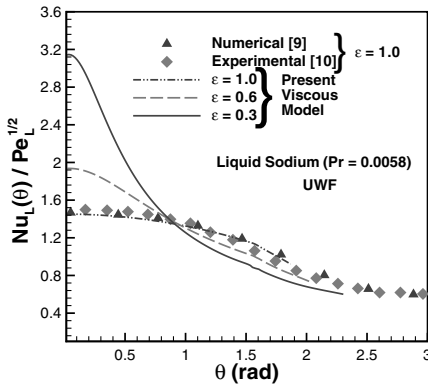 3.6
3.2
2.8
2.4
2
1.6
1.2
0.8
0.4
Nu_L(θ) / Pe_L^{1/2}
Numerical [9]
Experimental [10]
ε = 1.0
ε = 1.0
ε = 0.6
ε = 0.3
Present
Viscous
Model
Liquid Sodium (Pr = 0.0058)
UWF
0.5 1 1.5 2 2.5 3
θ (rad)